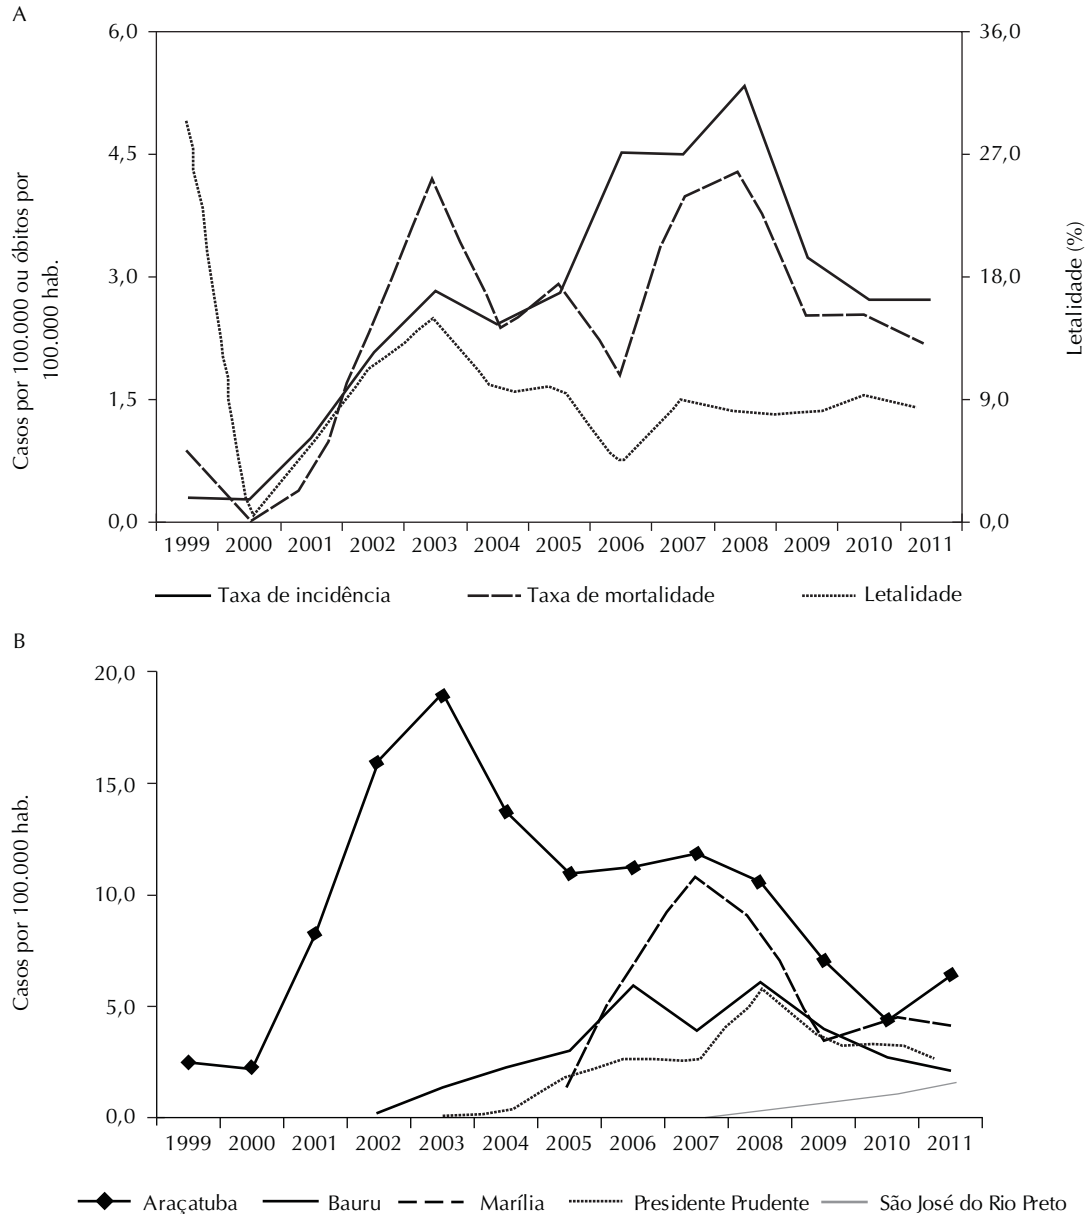 A
6,0
4,5
3,0
1,5
0,0
36,0
27,0
18,0
9,0
0,0
Casos por 100.000 ou óbitos por
100.000 hab.
Letalidade (%)
1999 2000 2001 2002 2003 2004 2005 2006 2007 2008 2009 2010 2011
Taxa de incidência Taxa de mortalidade Letalidade
B
20,0
15,0
10,0
5,0
0,0
Casos por 100.000 hab.
1999 2000 2001 2002 2003 2004 2005 2006 2007 2008 2009 2010 2011
Araçatuba Bauru Marília Presidente Prudente São José do Rio Preto